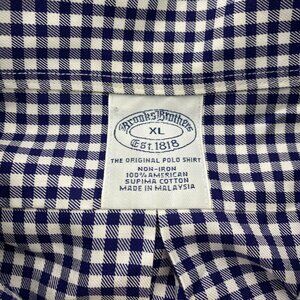 Brooks Brothers
XL
Est. 1818
THE ORIGINAL POLO SHIRT
NON-IRON
100% AMERICAN
SUPIMA COTTON
MADE IN MALAYSIA